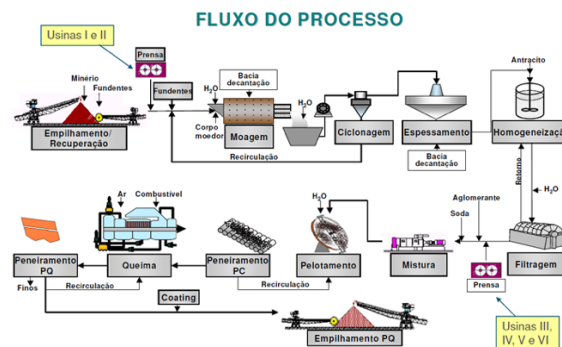 FLUXO DO PROCESSO
Usinas I e II
Prensa
Minério
Fundentes
Fundentes
H₂O
Bacia
decantação
Corpo
moedor
H₂O
Antracito
Empilhamento/
Recuperação
Moagem
Ciclonagem
Espessamento
Homogeneização
Recirculação
Bacia
decantação
Retorno
H₂O
Ar
Combustível
H₂O
Aglomerante
Soda
Peneiramento
PQ
Queima
Peneiramento
PC
Pelotamento
Mistura
Filtragem
Finos
Recirculação
Recirculação
Prensa
Coating
Empilhamento PQ
Usinas III,
IV, V e VI